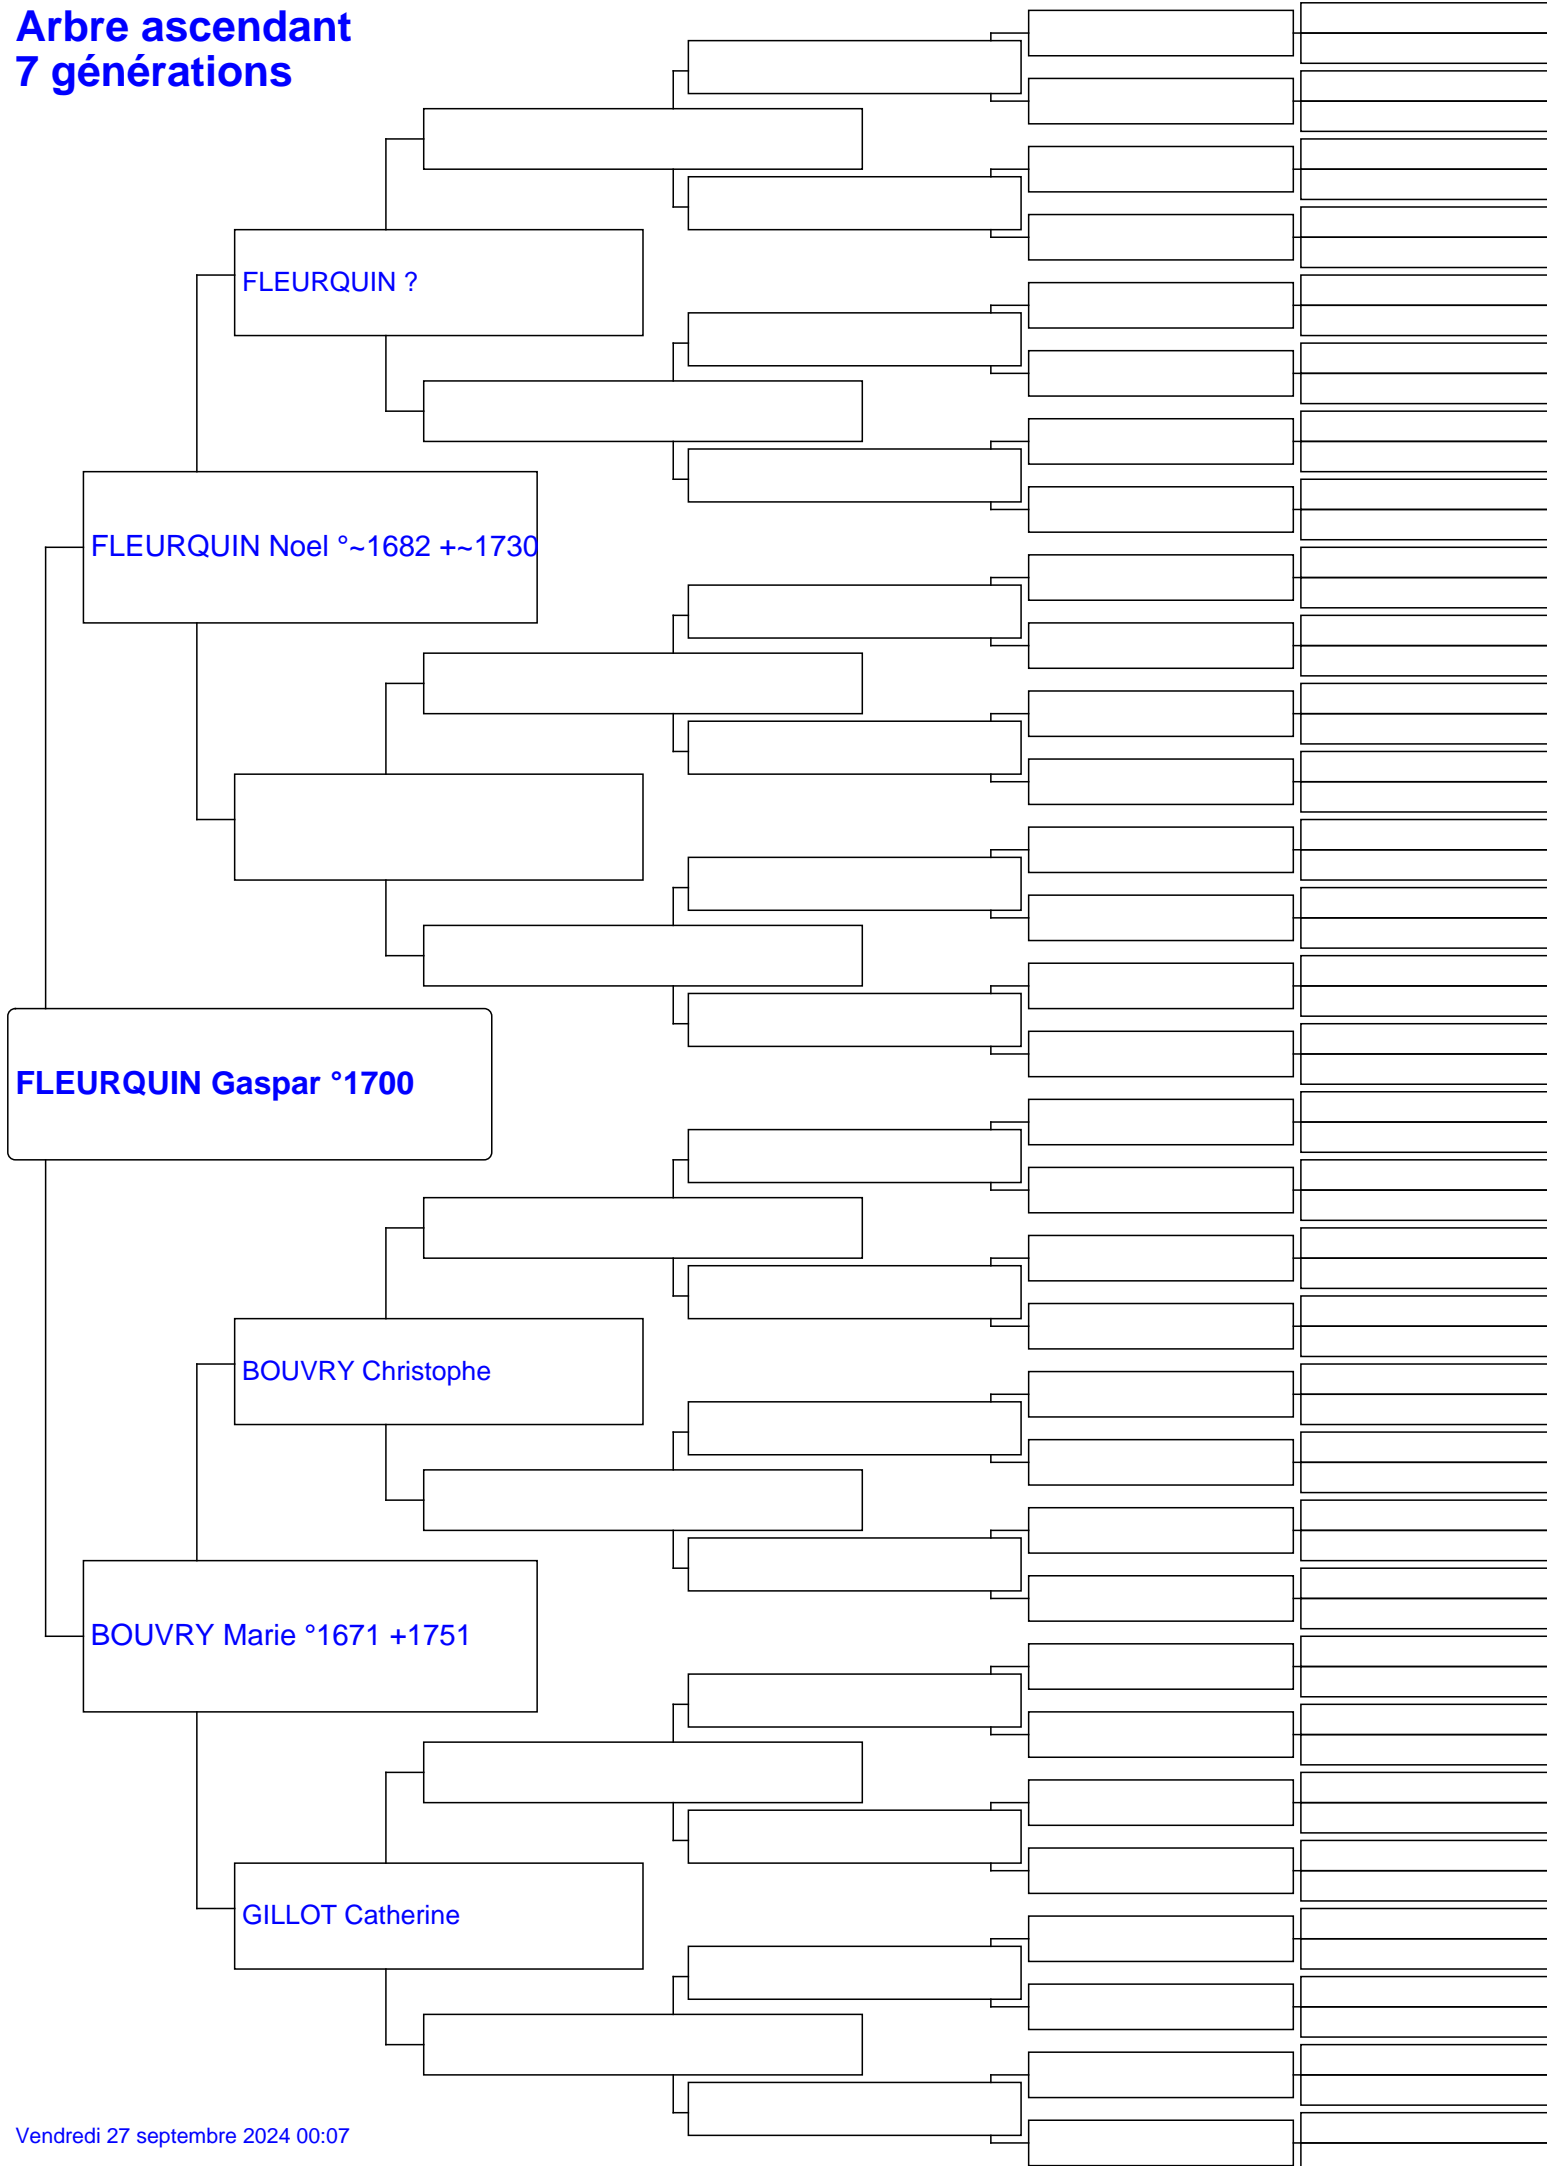 Arbre ascendant
7 générations
FLEURQUIN ?
FLEURQUIN Noel °~1682 +~1730
FLEURQUIN Gaspar °1700
BOUVRY Christophe
BOUVRY Marie °1671 +1751
GILLOT Catherine
Vendredi 27 septembre 2024 00:07